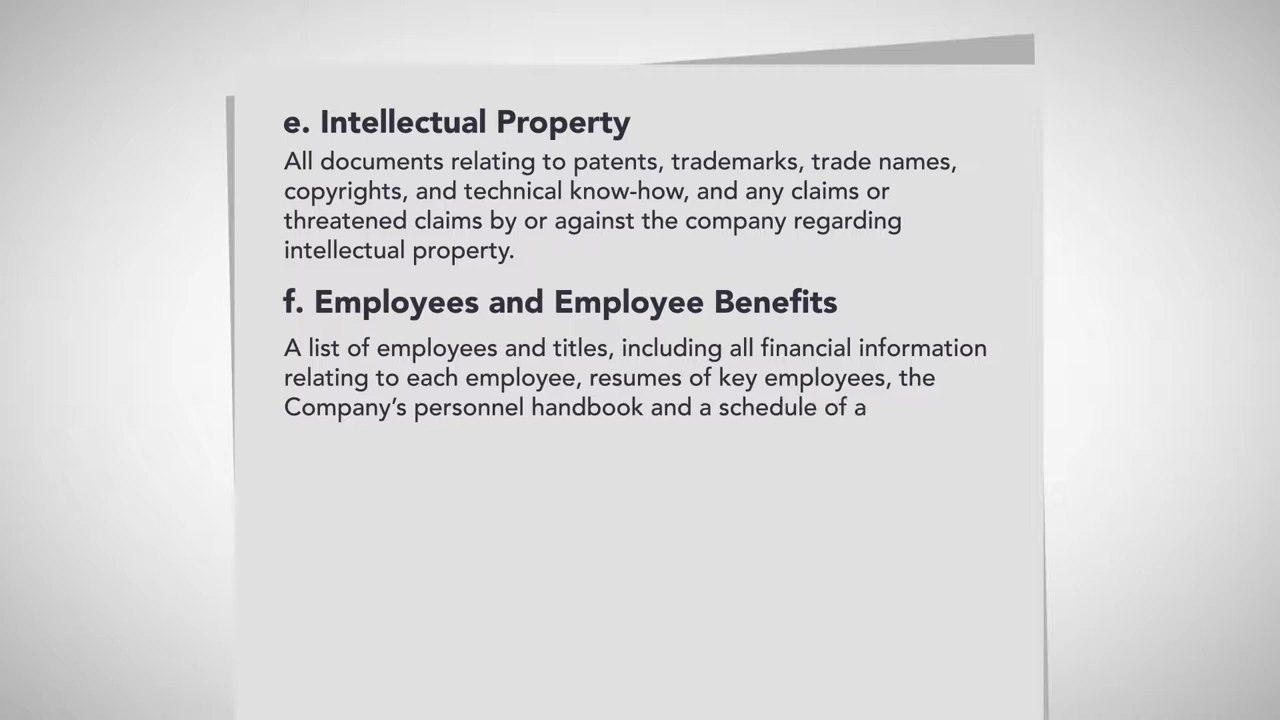 e. Intellectual Property
All documents relating to patents, trademarks, trade names,
copyrights, and technical know-how, and any claims or
threatened claims by or against the company regarding
intellectual property.
f. Employees and Employee Benefits
A list of employees and titles, including all financial information
relating to each employee, resumes of key employees, the
Company’s personnel handbook and a schedule of a